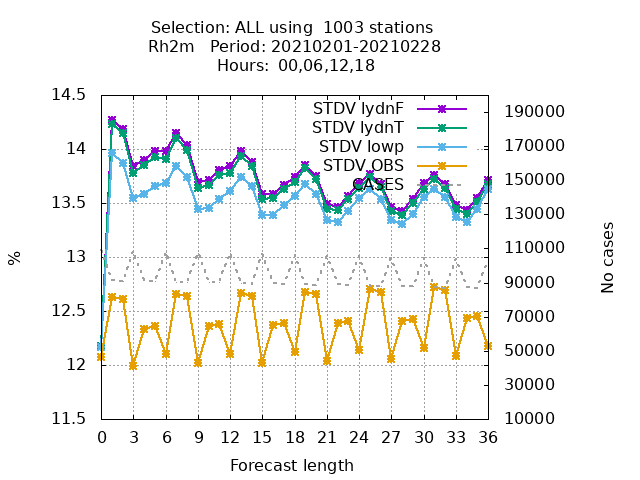 Selection: ALL using  1003 stations
Rh2m   Period: 20210201-20210228
Hours:  00,06,12,18
STDV lydnF
STDV lydnT
STDV lowp
STDV OBS
CASES
14.5
14
13.5
13
12.5
12
11.5
%
190000
170000
150000
130000
110000
90000
70000
50000
30000
10000
No cases
0 3 6 9 12 15 18 21 24 27 30 33 36
Forecast length